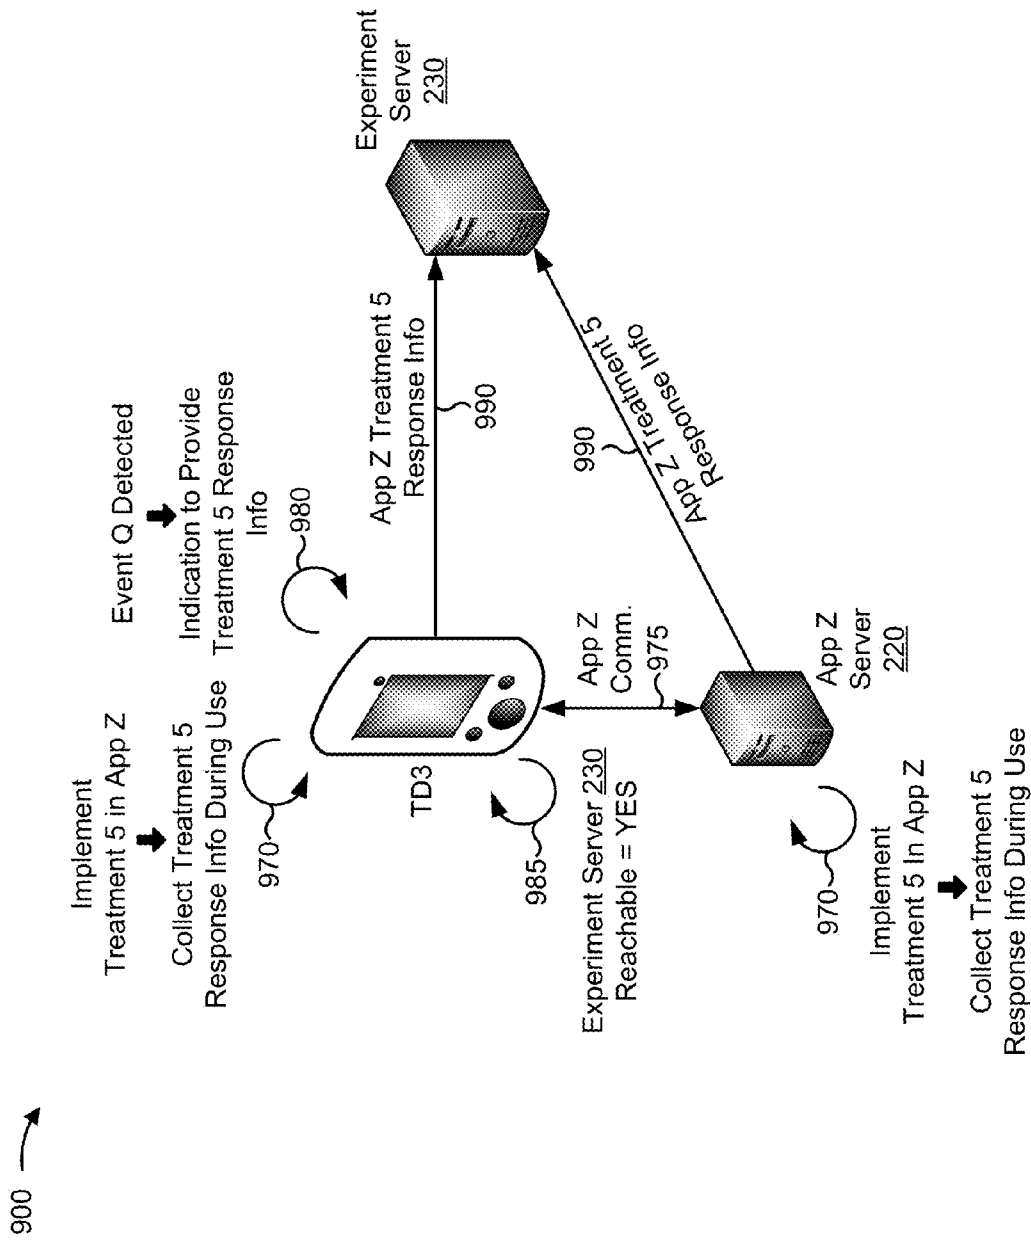 900
Implement
Treatment 5 in App Z
Collect Treatment 5
Response Info During Use
970
Event Q Detected
Indication to Provide
Treatment 5 Response
Info
980
TD3
985
Experiment Server 230
Reachable = YES
App Z Treatment 5
Response Info
990
Experiment
Server
230
App Z
Comm.
975
990
App Z Treatment 5
Response Info
App Z
Server
220
970
Implement
Treatment 5 In App Z
Collect Treatment 5
Response Info During Use